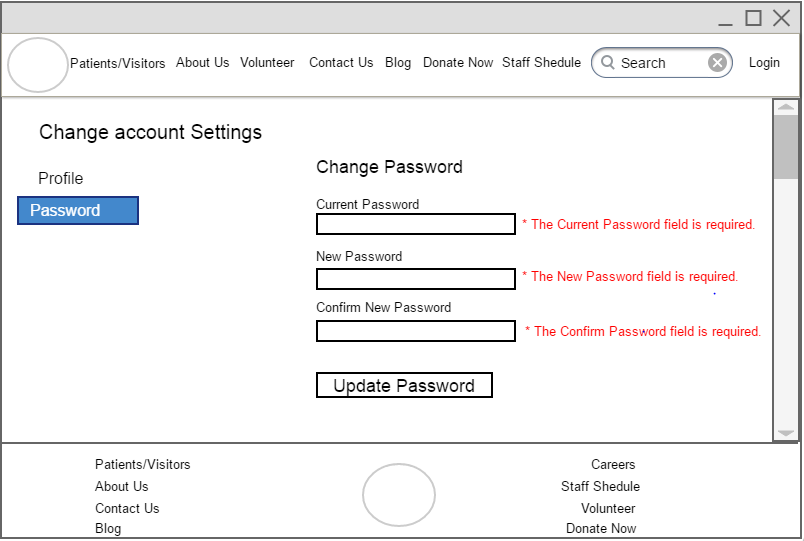 Patients/Visitors About Us Volunteer Contact Us Blog Donate Now Staff Shedule Search Login
Change account Settings
Profile
Password
Change Password
Current Password
* The Current Password field is required.
New Password
* The New Password field is required.
Confirm New Password
* The Confirm Password field is required.
Update Password
Patients/Visitors
About Us
Contact Us
Blog
Careers
Staff Shedule
Volunteer
Donate Now